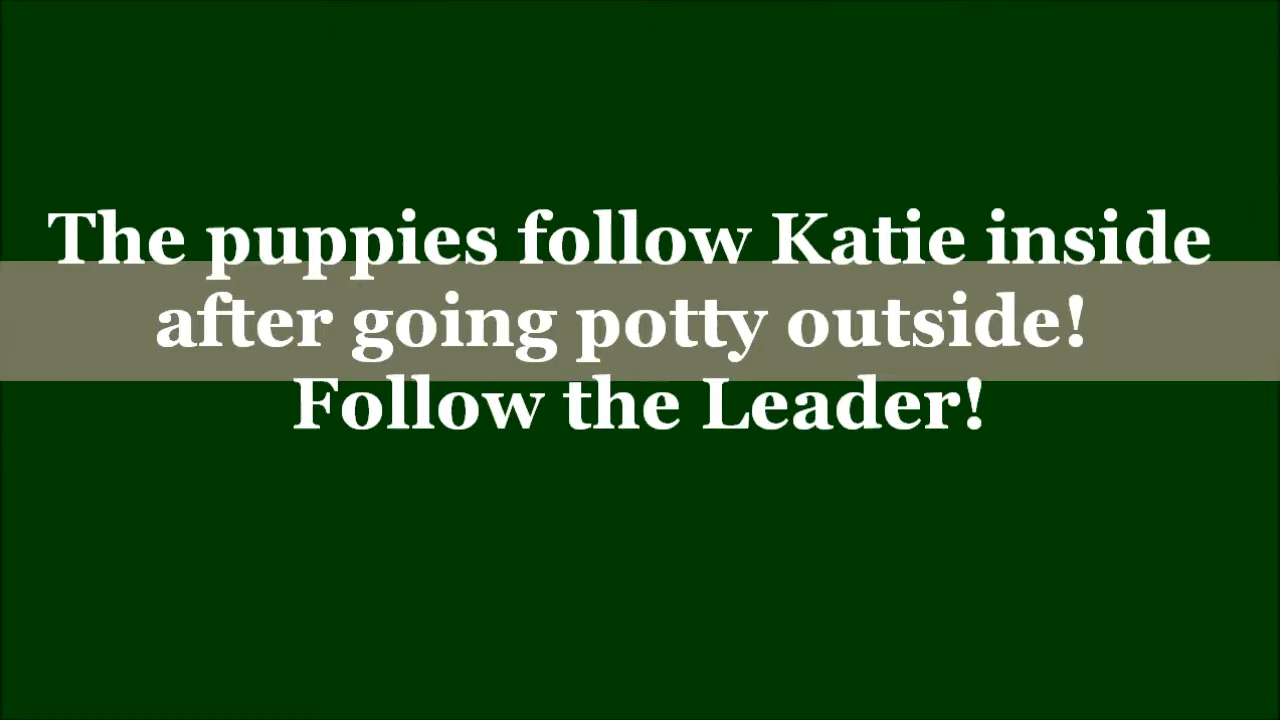 The puppies follow Katie inside
after going potty outside!
Follow the Leader!